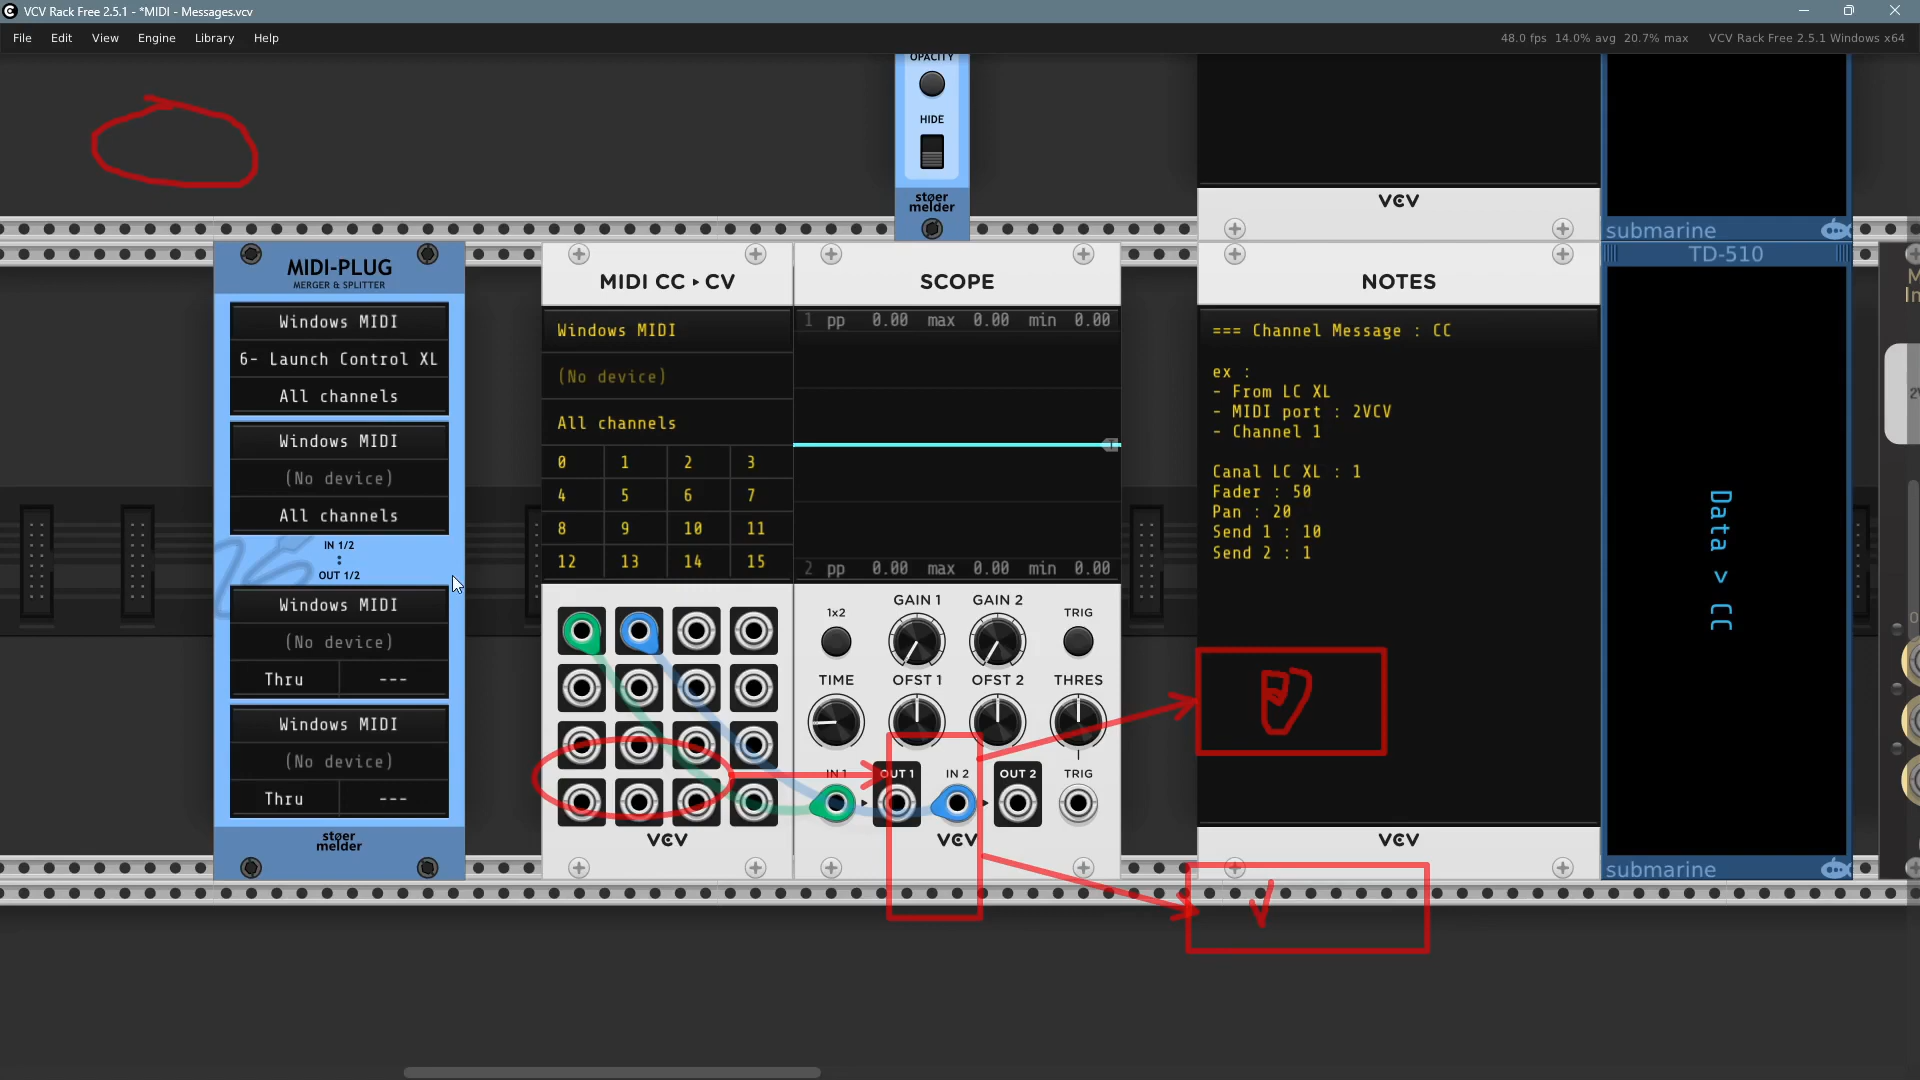 VCV Rack Free 2.5.1 - *MIDI - Messages.vcv
File Edit View Engine Library Help
48.0 fps 14.0% avg 20.7% max VCV Rack Free 2.5.1 Windows x64
OPACITY
HIDE
støer
melder
VCV
submarine
MIDI-PLUG
MERGER & SPLITTER
Windows MIDI
6- Launch Control XL
All channels
Windows MIDI
(No device)
All channels
IN 1/2
:
OUT 1/2
Windows MIDI
(No device)
Thru ---
Windows MIDI
(No device)
Thru ---
støer
melder
MIDI CC ▸ CV
Windows MIDI
(No device)
All channels
0 1 2 3
4 5 6 7
8 9 10 11
12 13 14 15
VCV
SCOPE
1 pp 0.00 max 0.00 min 0.00
2 pp 0.00 max 0.00 min 0.00
1x2 GAIN 1 GAIN 2 TRIG
TIME OFST 1 OFST 2 THRES
IN 1 OUT 1 IN 2 OUT 2 TRIG
VCV
NOTES
=== Channel Message : CC
ex :
- From LC XL
- MIDI port : 2VCV
- Channel 1
Canal LC XL : 1
Fader : 50
Pan : 20
Send 1 : 10
Send 2 : 1
VCV
TD-510
Data > CC
submarine